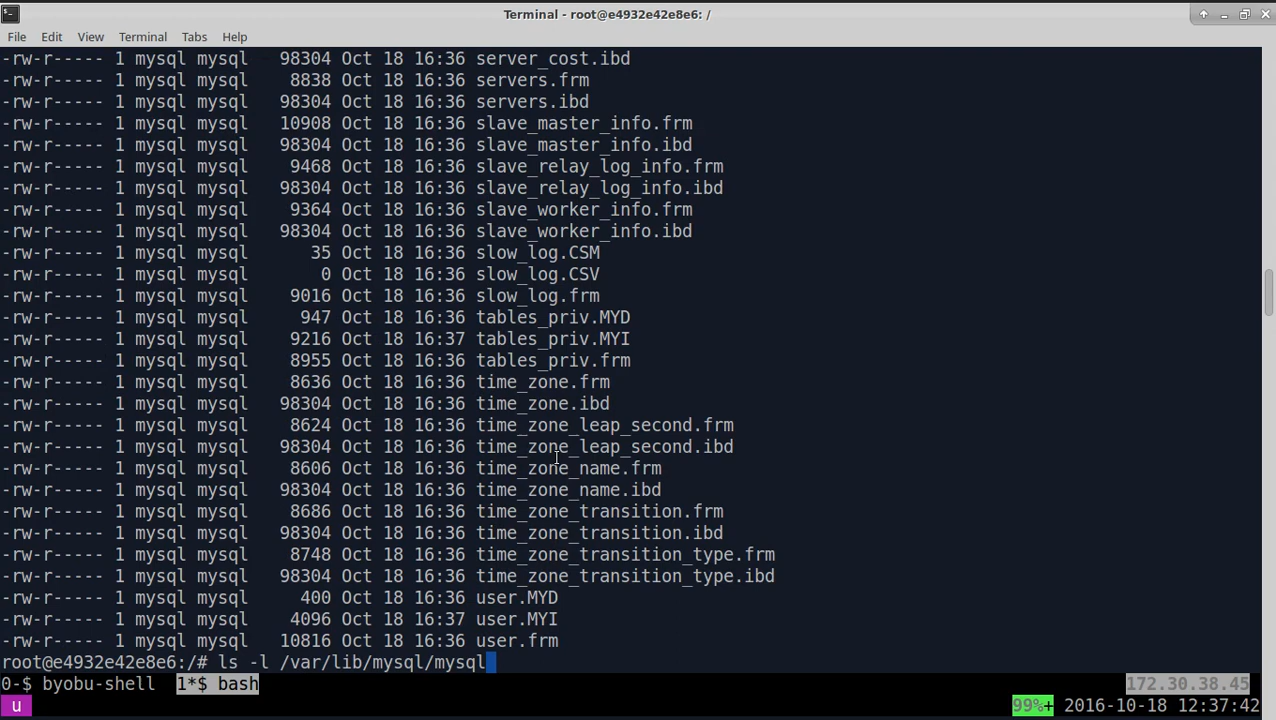 Terminal - root@e4932e42e8e6: /
File Edit View Terminal Tabs Help
-rw-r----- 1 mysql mysql 98304 Oct 18 16:36 server_cost.ibd
-rw-r----- 1 mysql mysql 8838 Oct 18 16:36 servers.frm
-rw-r----- 1 mysql mysql 98304 Oct 18 16:36 servers.ibd
-rw-r----- 1 mysql mysql 10908 Oct 18 16:36 slave_master_info.frm
-rw-r----- 1 mysql mysql 98304 Oct 18 16:36 slave_master_info.ibd
-rw-r----- 1 mysql mysql 9468 Oct 18 16:36 slave_relay_log_info.frm
-rw-r----- 1 mysql mysql 98304 Oct 18 16:36 slave_relay_log_info.ibd
-rw-r----- 1 mysql mysql 9364 Oct 18 16:36 slave_worker_info.frm
-rw-r----- 1 mysql mysql 98304 Oct 18 16:36 slave_worker_info.ibd
-rw-r----- 1 mysql mysql 35 Oct 18 16:36 slow_log.CSM
-rw-r----- 1 mysql mysql 0 Oct 18 16:36 slow_log.CSV
-rw-r----- 1 mysql mysql 9016 Oct 18 16:36 slow_log.frm
-rw-r----- 1 mysql mysql 947 Oct 18 16:36 tables_priv.MYD
-rw-r----- 1 mysql mysql 9216 Oct 18 16:37 tables_priv.MYI
-rw-r----- 1 mysql mysql 8955 Oct 18 16:36 tables_priv.frm
-rw-r----- 1 mysql mysql 8636 Oct 18 16:36 time_zone.frm
-rw-r----- 1 mysql mysql 98304 Oct 18 16:36 time_zone.ibd
-rw-r----- 1 mysql mysql 8624 Oct 18 16:36 time_zone_leap_second.frm
-rw-r----- 1 mysql mysql 98304 Oct 18 16:36 time_zone_leap_second.ibd
-rw-r----- 1 mysql mysql 8606 Oct 18 16:36 time_zone_name.frm
-rw-r----- 1 mysql mysql 98304 Oct 18 16:36 time_zone_name.ibd
-rw-r----- 1 mysql mysql 8686 Oct 18 16:36 time_zone_transition.frm
-rw-r----- 1 mysql mysql 98304 Oct 18 16:36 time_zone_transition.ibd
-rw-r----- 1 mysql mysql 8748 Oct 18 16:36 time_zone_transition_type.frm
-rw-r----- 1 mysql mysql 98304 Oct 18 16:36 time_zone_transition_type.ibd
-rw-r----- 1 mysql mysql 400 Oct 18 16:36 user.MYD
-rw-r----- 1 mysql mysql 4096 Oct 18 16:37 user.MYI
-rw-r----- 1 mysql mysql 10816 Oct 18 16:36 user.frm
root@e4932e42e8e6:/# ls -l /var/lib/mysql/mysql
0-$ byobu-shell 1*$ bash 172.30.38.45
u 99%+ 2016-10-18 12:37:42